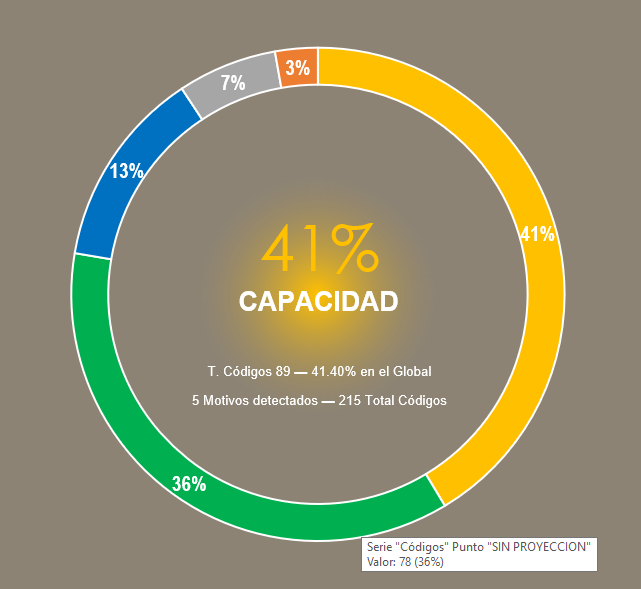 3%
7%
13%
41%
41%
CAPACIDAD
T. Códigos 89 — 41.40% en el Global
5 Motivos detectados — 215 Total Códigos
36%
Serie "Códigos" Punto "SIN PROYECCION"
Valor: 78 (36%)